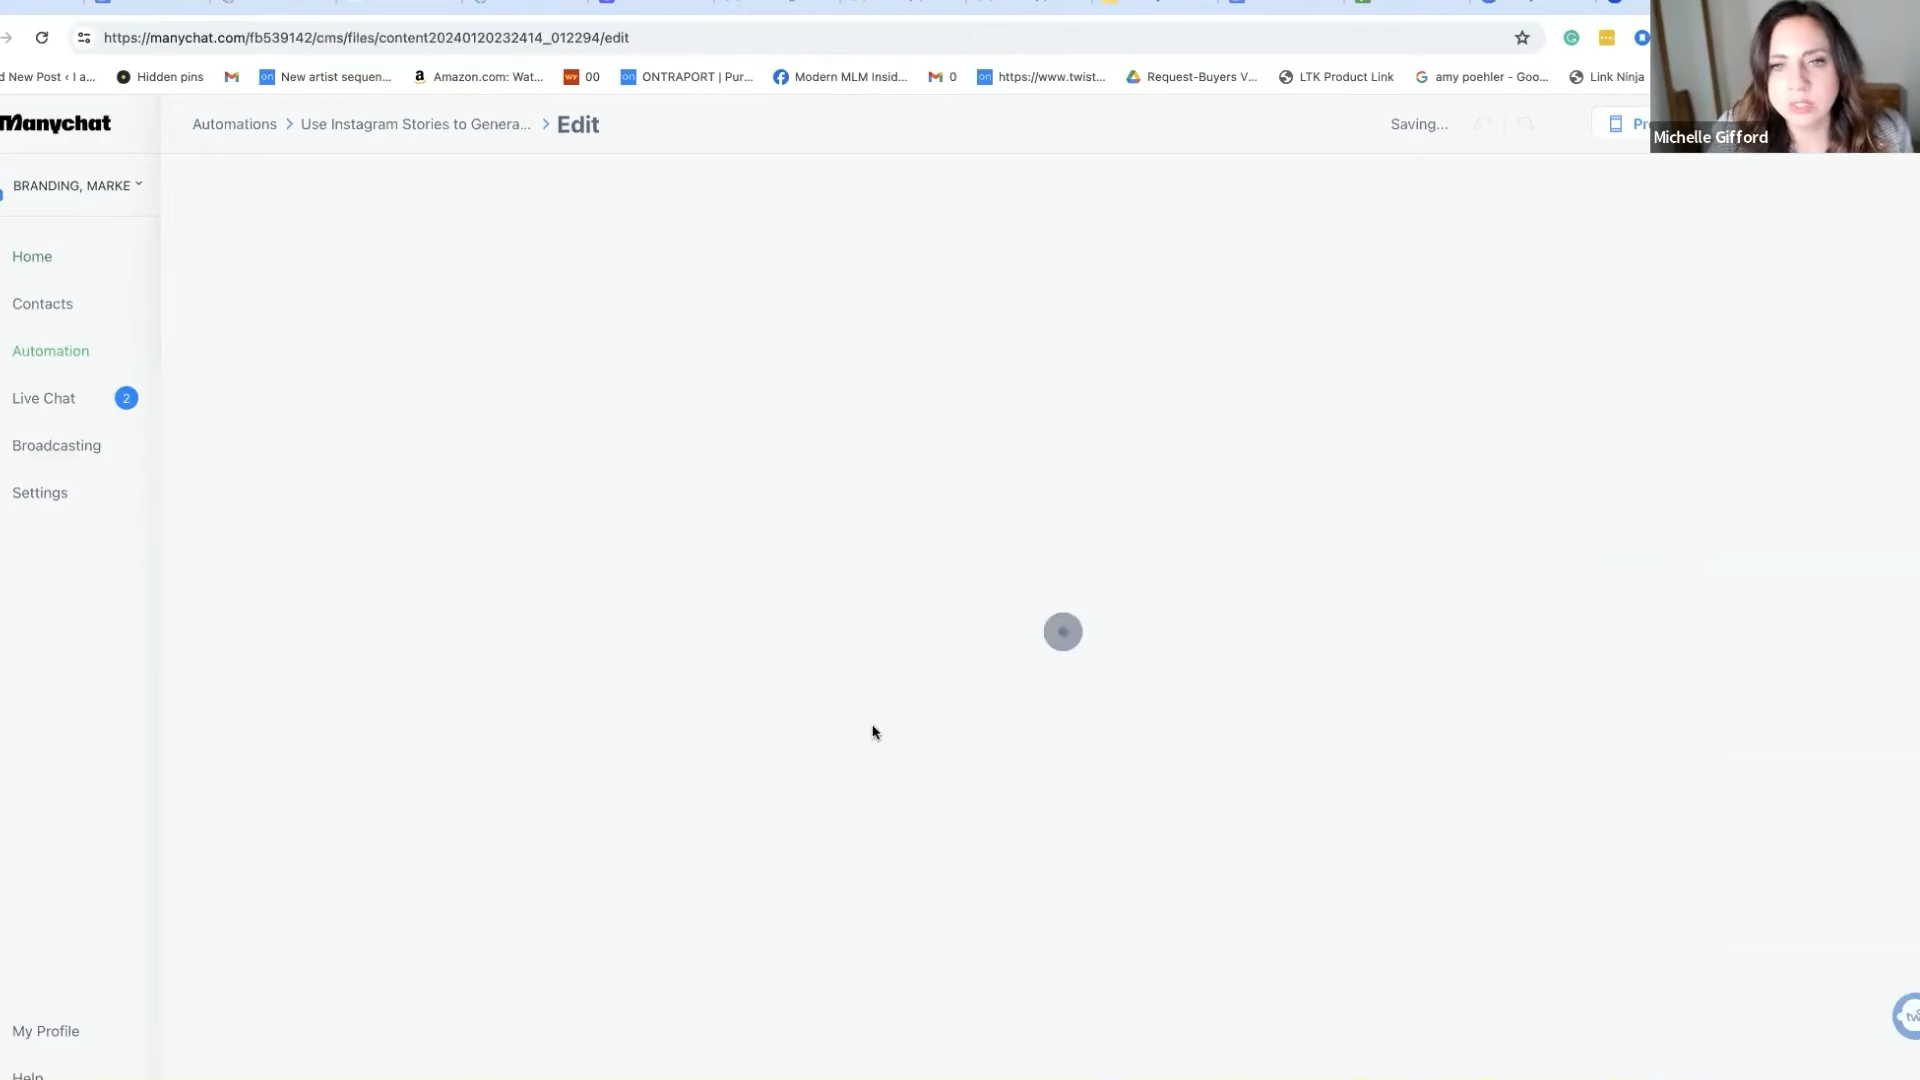 https://manychat.com/fb539142/cms/files/content20240120232414_012294/edit
d New Post ‹ I a... Hidden pins New artist sequen... Amazon.com: Wat... 00 ONTRAPORT | Pur... Modern MLM Insid... 0 https://www.twist... Request-Buyers V... LTK Product Link amy poehler - Goo... Link Ninja
Manychat
Automations > Use Instagram Stories to Genera... > Edit
Saving...
Michelle Gifford
BRANDING, MARKE
Home
Contacts
Automation
Live Chat 2
Broadcasting
Settings
My Profile
Help